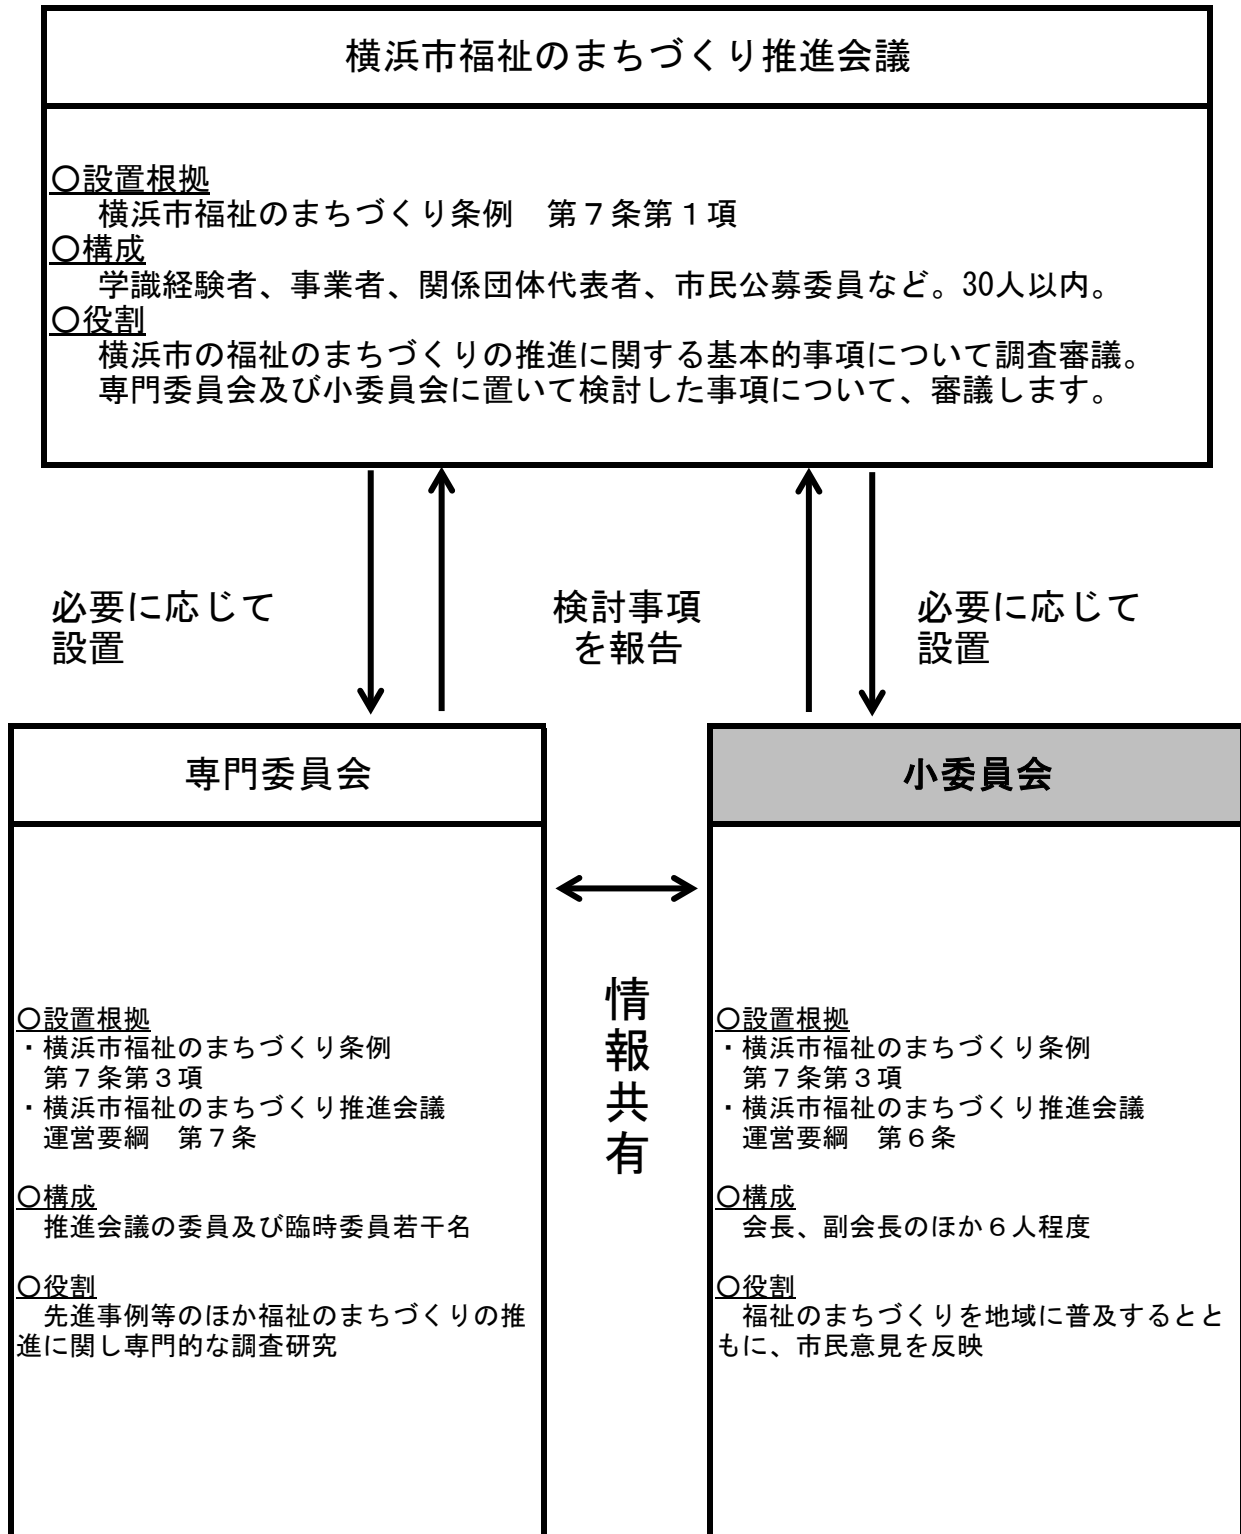 横浜市福祉のまちづくり推進会議
〇設置根拠
横浜市福祉のまちづくり条例　第７条第１項
〇構成
学識経験者、事業者、関係団体代表者、市民公募委員など。30人以内。
〇役割
横浜市の福祉のまちづくりの推進に関する基本的事項について調査審議。
専門委員会及び小委員会に置いて検討した事項について、審議します。
必要に応じて
設置
検討事項
を報告
必要に応じて
設置
専門委員会
〇設置根拠
・横浜市福祉のまちづくり条例
第７条第３項
・横浜市福祉のまちづくり推進会議
運営要綱　第７条
〇構成
推進会議の委員及び臨時委員若干名
〇役割
先進事例等のほか福祉のまちづくりの推
進に関し専門的な調査研究
情報共有
小委員会
〇設置根拠
・横浜市福祉のまちづくり条例
第７条第３項
・横浜市福祉のまちづくり推進会議
運営要綱　第６条
〇構成
会長、副会長のほか６人程度
〇役割
福祉のまちづくりを地域に普及するとと
もに、市民意見を反映